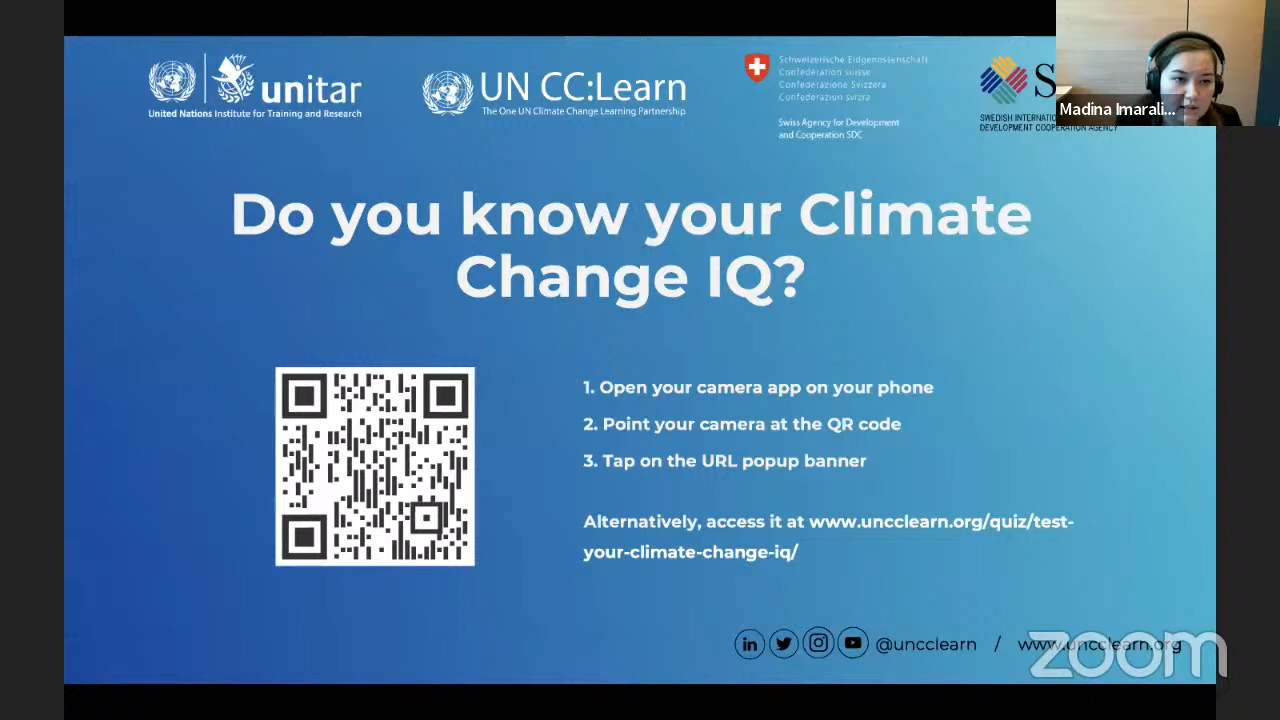 unitar
United Nations Institute for Training and Research
UN CC:Learn
The One UN Climate Change Learning Partnership
Schweizerische Eidgenossenschaft
Confédération suisse
Confederazione Svizzera
Confederaziun svizra
Swiss Agency for Development
and Cooperation SDC
S
SWEDISH
DEVELOPMENT COOPERATION AGENCY
Madina Imarali...
Do you know your Climate
Change IQ?
1. Open your camera app on your phone
2. Point your camera at the QR code
3. Tap on the URL popup banner
Alternatively, access it at www.uncclearn.org/quiz/test-
your-climate-change-iq/
in
@uncclearn / www.uncclearn.org
zoom